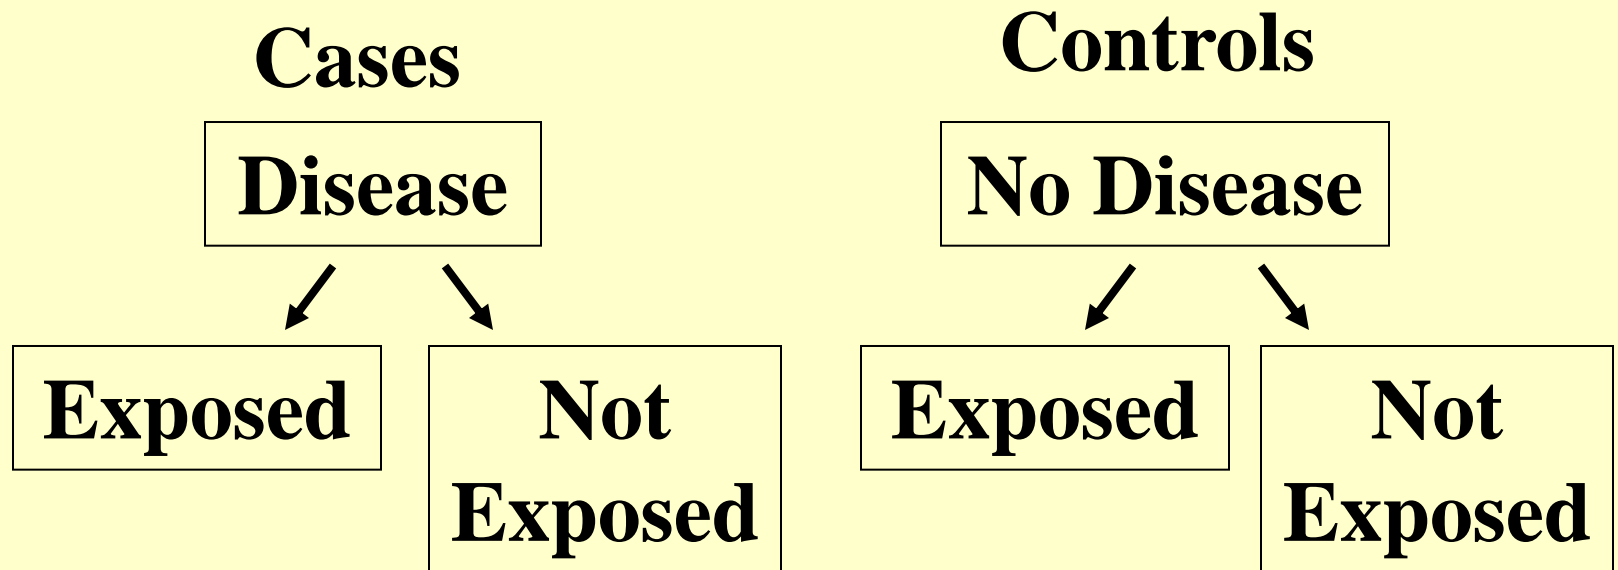 Cases
Controls
Disease
No Disease
Exposed
Not
Exposed
Exposed
Not
Exposed